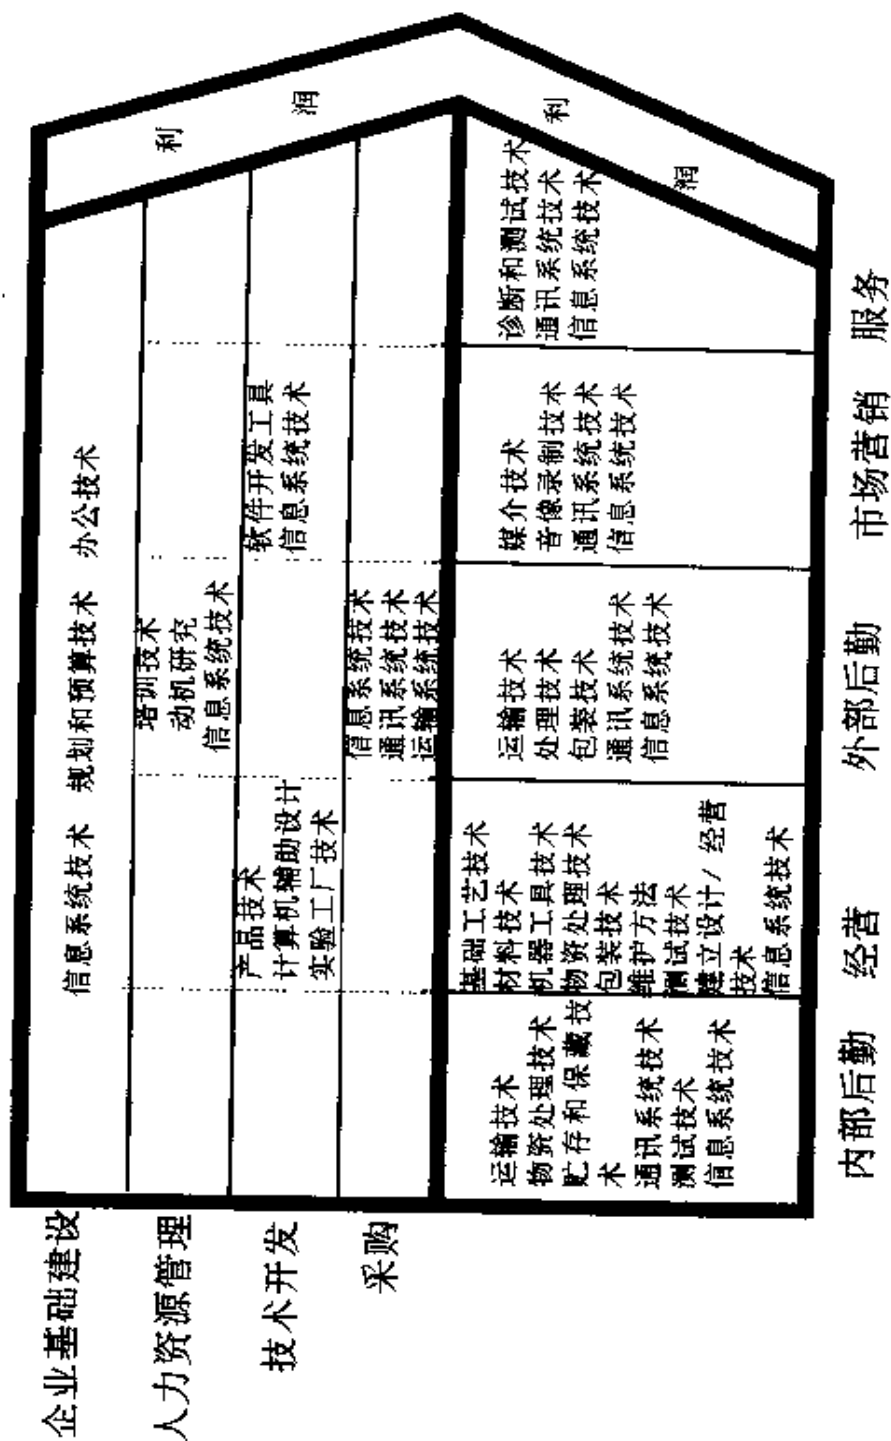 企业基础建设
信息系统技术 规划和预算技术 办公技术
人力资源管理
培训技术
动机研究
信息系统技术
技术开发
产品技术
计算机辅助设计
实验工厂技术
软件开发工具
信息系统技术
采购
信息系统技术
通讯系统技术
运输系统技术
利润
运输技术
物资处理技术
贮存和保藏技
术
通讯系统技术
测试技术
信息系统技术
基础工艺技术
材料技术
机器工具技术
物资处理技术
包装技术
维护方法
测试技术
建立设计/经营
技术
信息系统技术
运输技术
处理技术
包装技术
通讯系统技术
信息系统技术
媒介技术
音像录制技术
通讯系统技术
信息系统技术
诊断和测试技术
通讯系统技术
信息系统技术
利润
内部后勤 经营 外部后勤 市场营销 服务